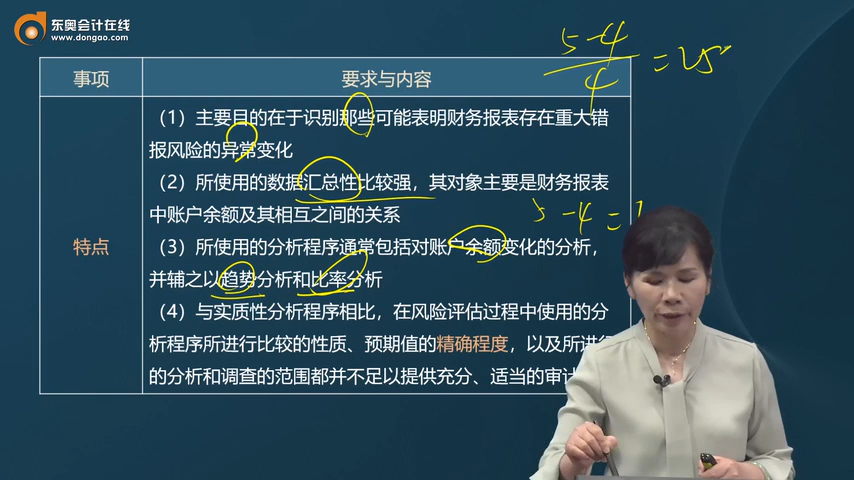 东奥会计在线
www.dongao.com
5-4/4=25%
事项
要求与内容
（1）主要目的在于识别那些可能表明财务报表存在重大错
报风险的异常变化
（2）所使用的数据汇总性比较强，其对象主要是财务报表
中账户余额及其相互之间的关系
5-4=1
特点
（3）所使用的分析程序通常包括对账户余额变化的分析，
并辅之以趋势分析和比率分析
（4）与实质性分析程序相比，在风险评估过程中使用的分
析程序所进行比较的性质、预期值的精确程度，以及所进行
的分析和调查的范围都并不足以提供充分、适当的审计